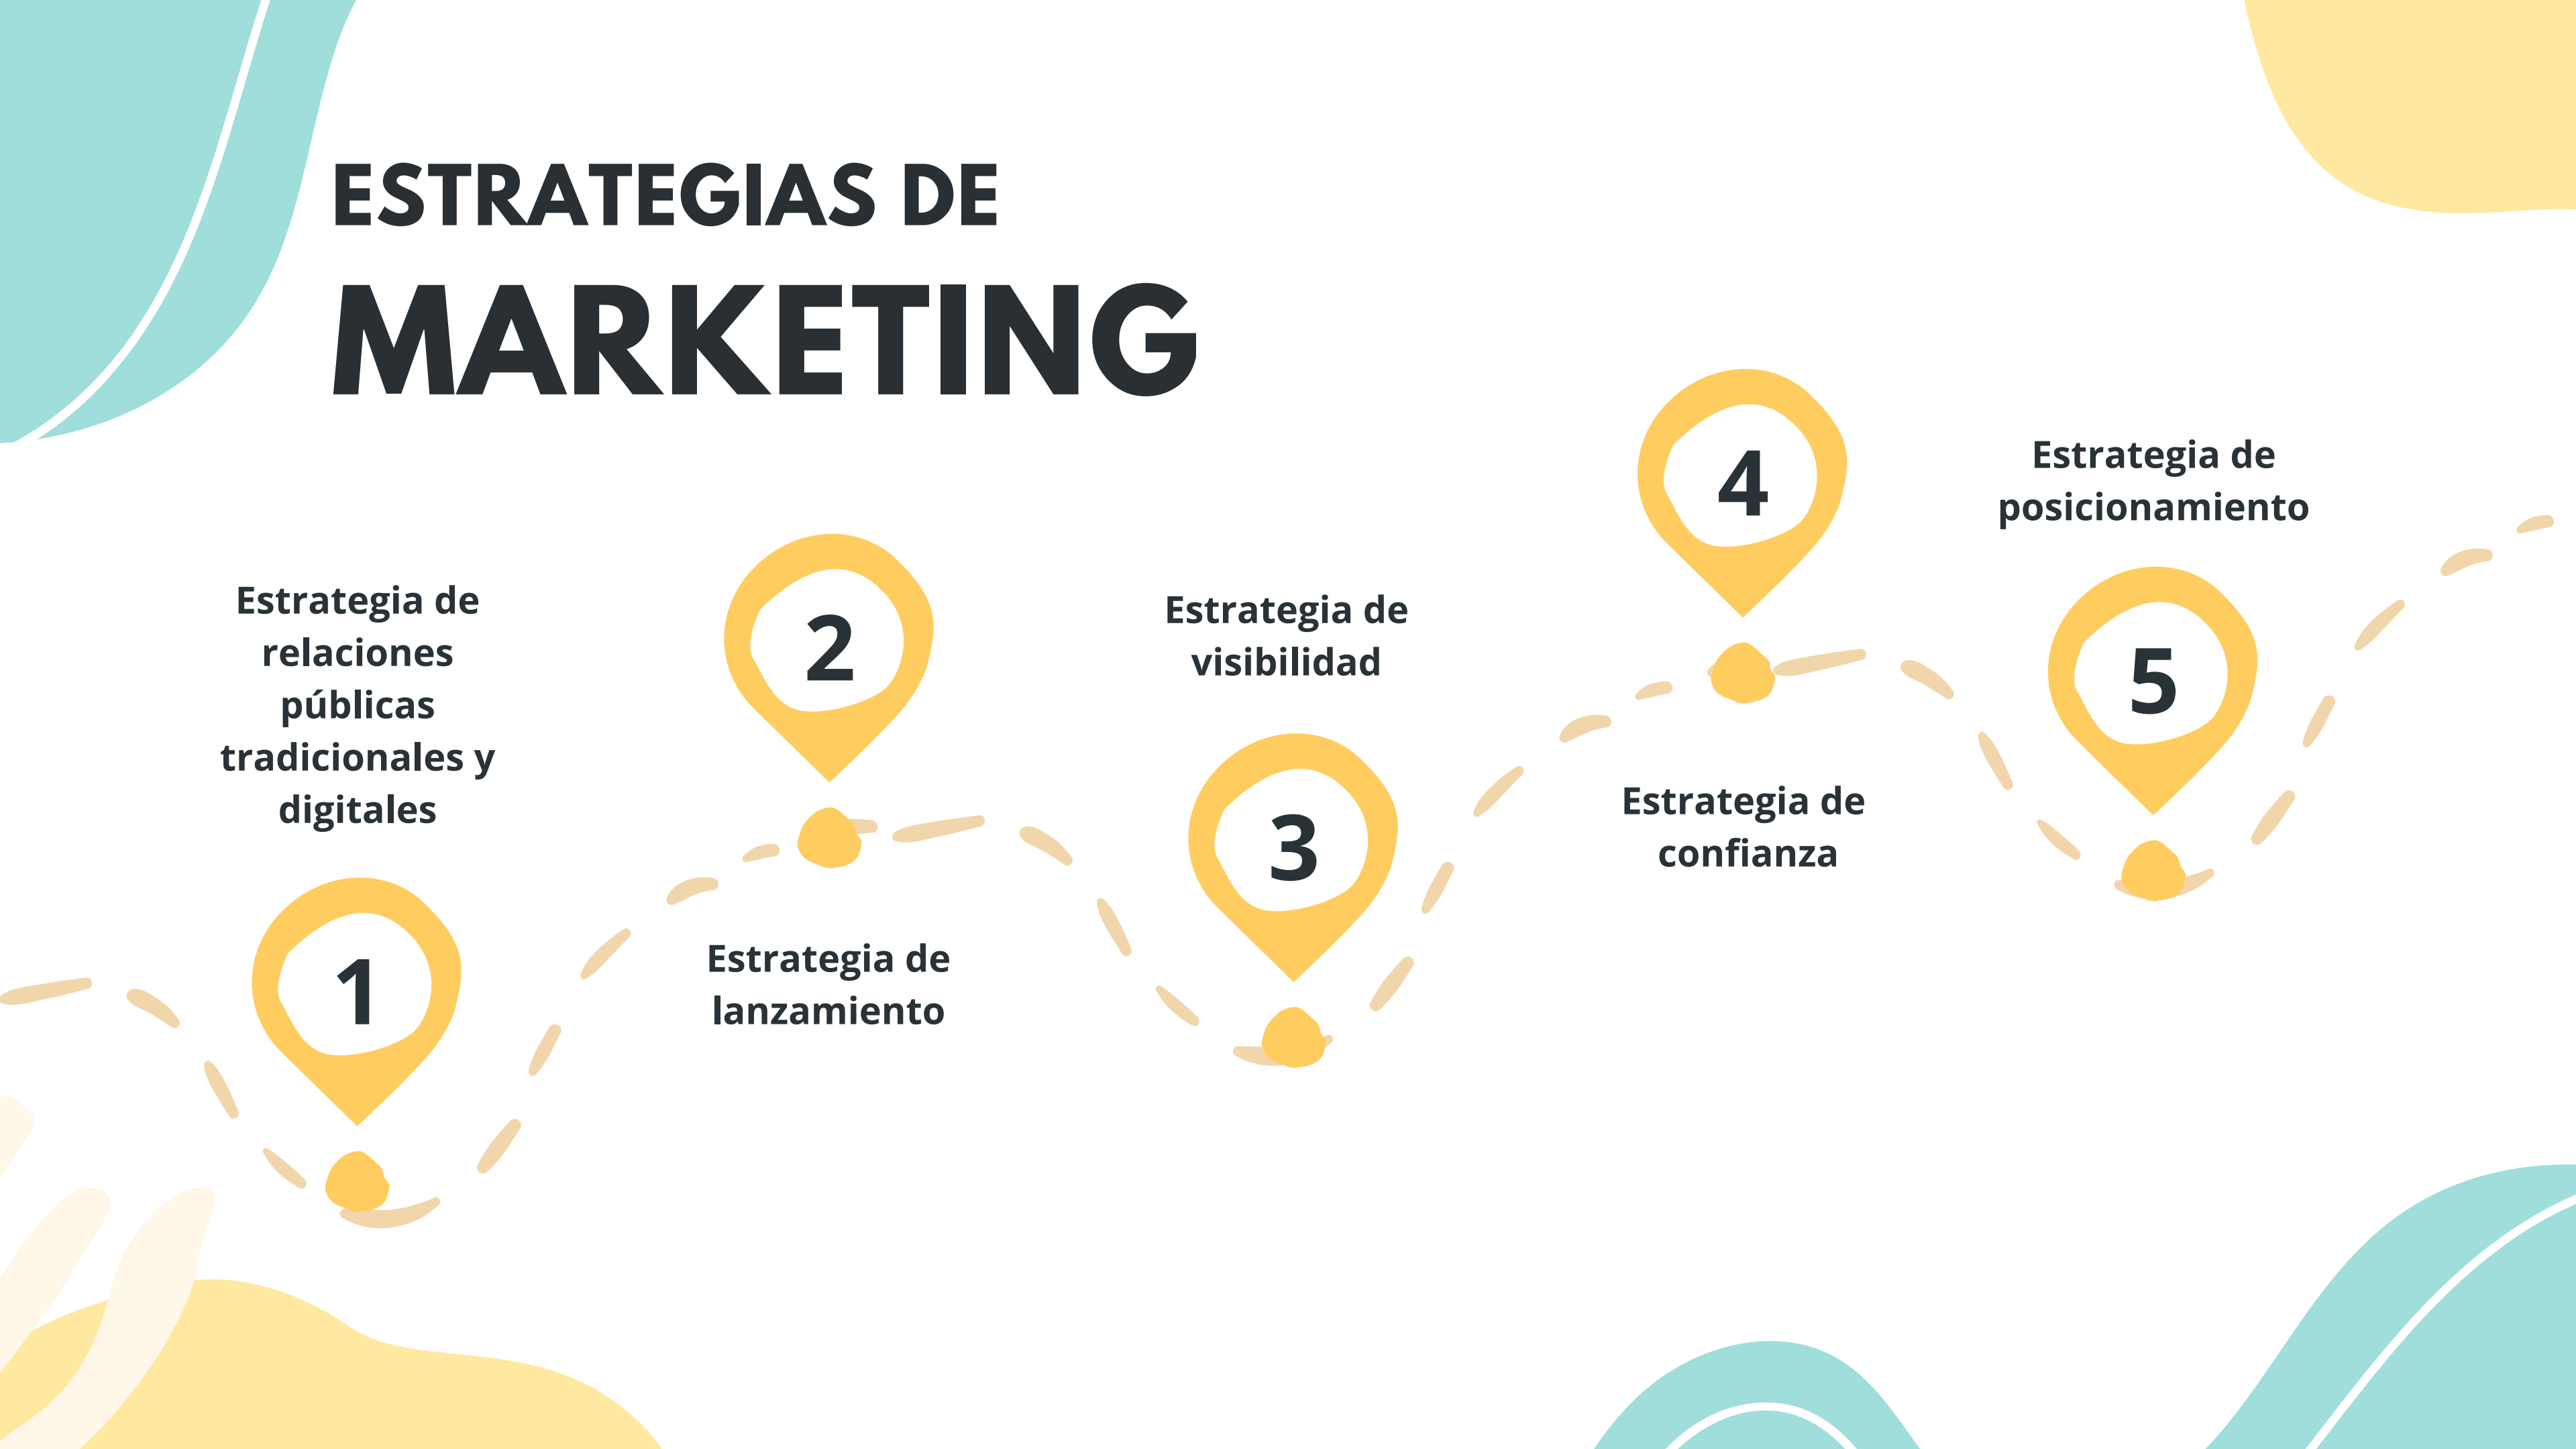 ESTRATEGIAS DE
MARKETING
1
Estrategia de
relaciones
públicas
tradicionales y
digitales
2
Estrategia de
lanzamiento
3
Estrategia de
visibilidad
4
Estrategia de
confianza
5
Estrategia de
posicionamiento